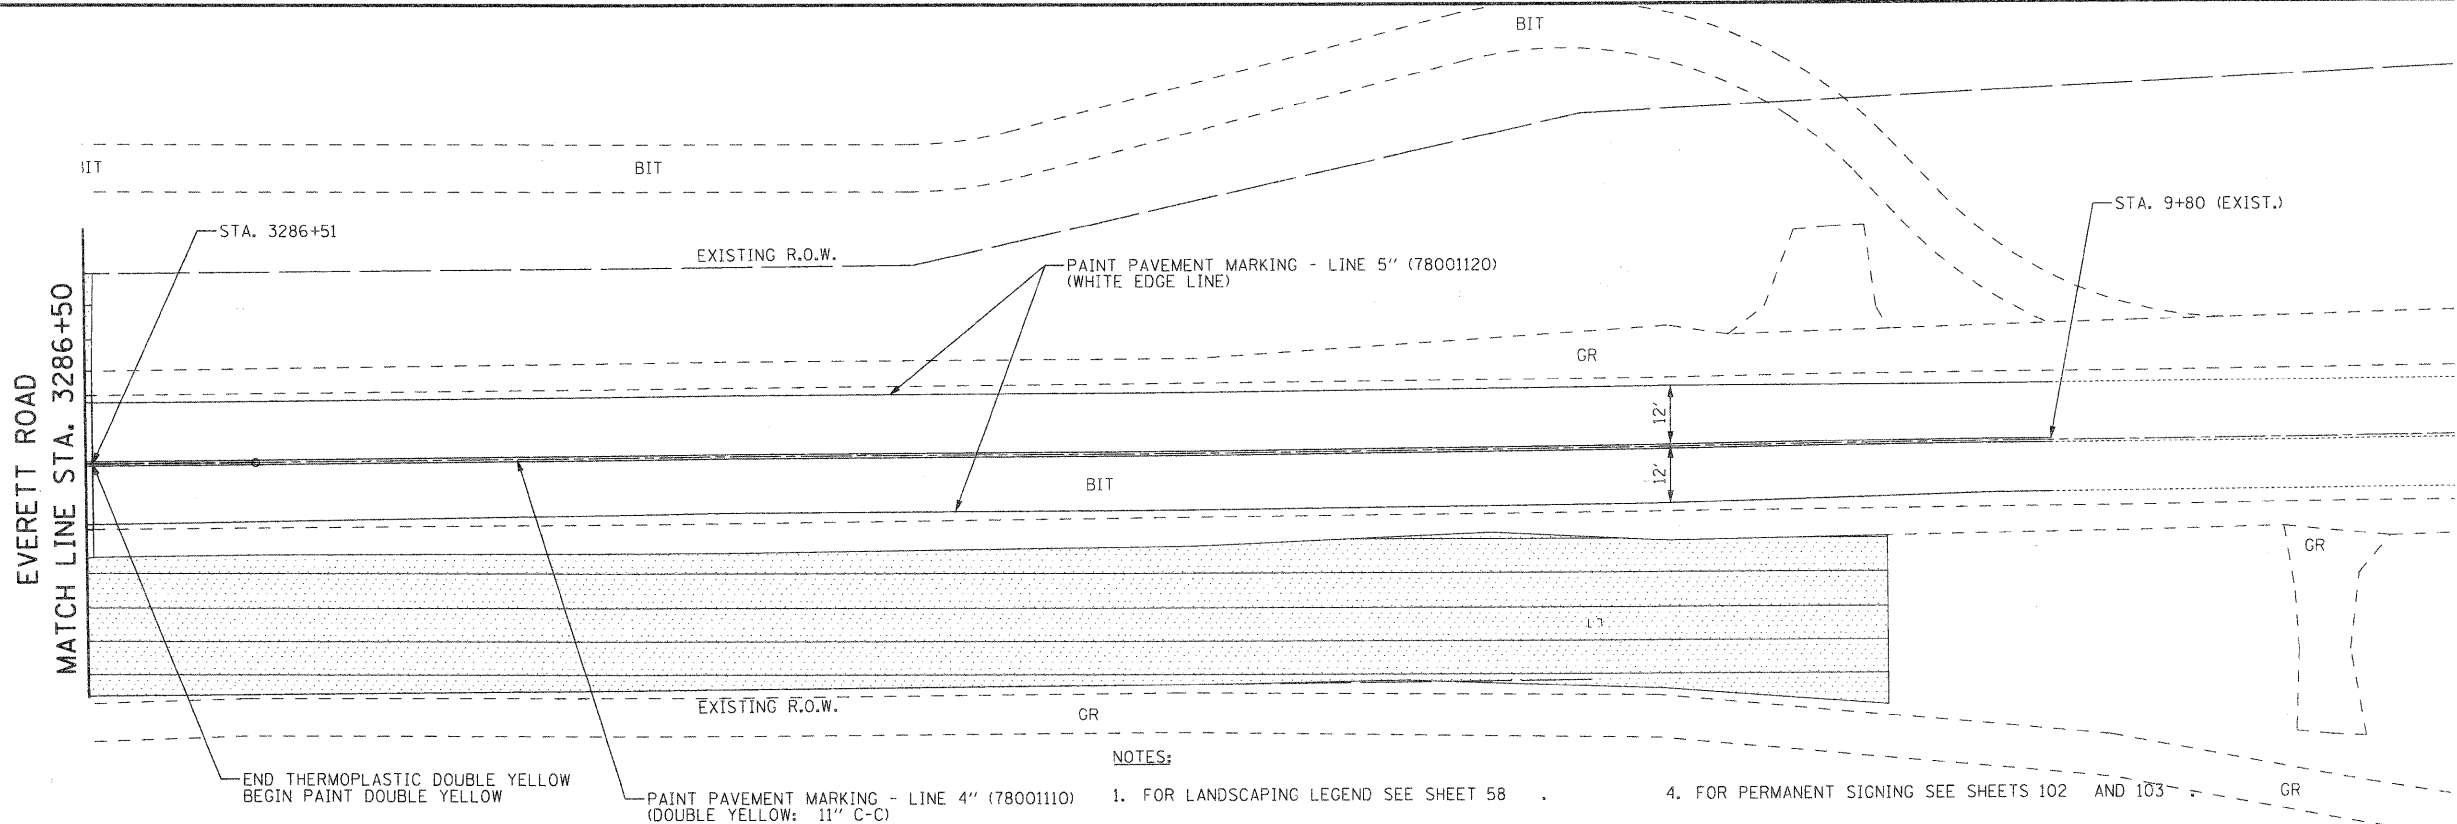 BIT
BIT
BIT
STA. 3286+51
STA. 9+80 (EXIST.)
EXISTING R.O.W.
PAINT PAVEMENT MARKING - LINE 5" (78001120)
(WHITE EDGE LINE)
EVERETT ROAD
MATCH LINE STA. 3286+50
GR
12'
12'
BIT
GR
EXISTING R.O.W.
GR
NOTES:
END THERMOPLASTIC DOUBLE YELLOW
BEGIN PAINT DOUBLE YELLOW
PAINT PAVEMENT MARKING - LINE 4" (78001110)
(DOUBLE YELLOW: 11" C-C)
1. FOR LANDSCAPING LEGEND SEE SHEET 58 .
4. FOR PERMANENT SIGNING SEE SHEETS 102 AND 103 .
GR